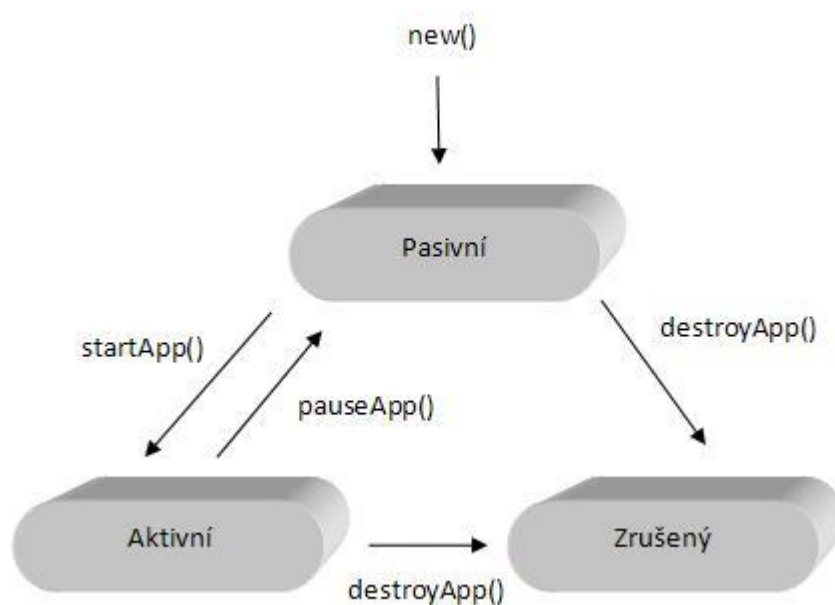 new()
Pasivní
startApp()
destroyApp()
pauseApp()
Aktivní
Zrušený
destroyApp()